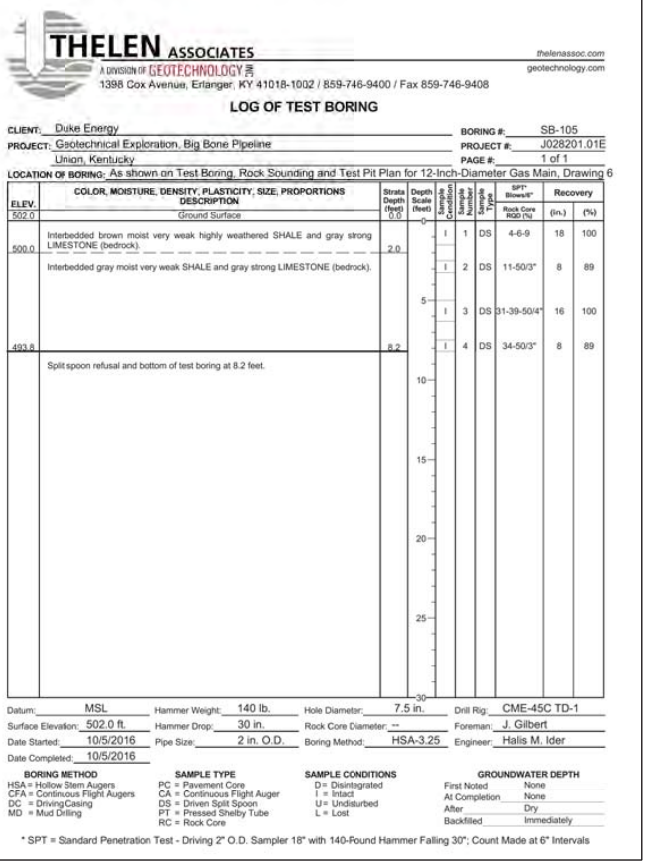 THELEN ASSOCIATES
A DIVISION OF GEOTECHNOLOGY INC
1398 Cox Avenue, Erlanger, KY 41018-1002 / 859-746-9400 / Fax 859-746-9408
thelenassoc.com
geotechnology.com
LOG OF TEST BORING
CLIENT: Duke Energy BORING #: SB-105
PROJECT: Geotechnical Exploration, Big Bone Pipeline PROJECT #: J028201.01E
Union, Kentucky PAGE #: 1 of 1
LOCATION OF BORING: As shown on Test Boring, Rock Sounding and Test Pit Plan for 12-Inch-Diameter Gas Main, Drawing 6
ELEV. COLOR, MOISTURE, DENSITY, PLASTICITY, SIZE, PROPORTIONS DESCRIPTION Strata Depth (feet) Depth Scale (feet) Sample Condition Sample Number Sample Type SPT* Blows/6" Rock Core RQD (%) Recovery (in.) (%)
502.0 Ground Surface 0.0 0
Interbedded brown moist very weak highly weathered SHALE and gray strong I 1 DS 4-6-9 18 100
500.0 LIMESTONE (bedrock). 2.0
Interbedded gray moist very weak SHALE and gray strong LIMESTONE (bedrock). I 2 DS 11-50/3" 8 89
5
I 3 DS 31-39-50/4" 16 100
493.8 8.2 I 4 DS 34-50/3" 8 89
Split spoon refusal and bottom of test boring at 8.2 feet.
10
15
20
25
30
Datum: MSL Hammer Weight: 140 lb. Hole Diameter: 7.5 in. Drill Rig: CME-45C TD-1
Surface Elevation: 502.0 ft. Hammer Drop: 30 in. Rock Core Diameter: -- Foreman: J. Gilbert
Date Started: 10/5/2016 Pipe Size: 2 in. O.D. Boring Method: HSA-3.25 Engineer: Halis M. Ider
Date Completed: 10/5/2016
BORING METHOD SAMPLE TYPE SAMPLE CONDITIONS GROUNDWATER DEPTH
HSA = Hollow Stem Augers PC = Pavement Core D = Disintegrated First Noted None
CFA = Continuous Flight Augers CA = Continuous Flight Auger I = Intact At Completion None
DC = Driving Casing DS = Driven Split Spoon U = Undisturbed After Dry
MD = Mud Drilling PT = Pressed Shelby Tube L = Lost Backfilled Immediately
RC = Rock Core
* SPT = Standard Penetration Test - Driving 2" O.D. Sampler 18" with 140-Pound Hammer Falling 30"; Count Made at 6" Intervals